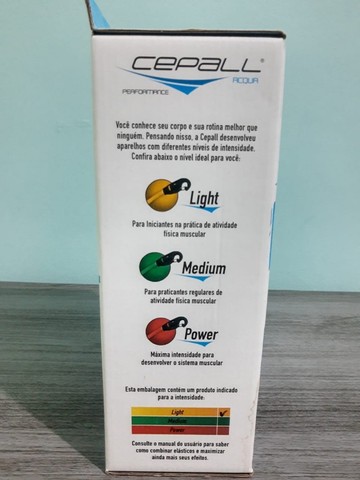 CEPALL
ACQUA
PERFORMANCE
Você conhece seu corpo e sua rotina melhor que
ninguém. Pensando nisso, a Cepall desenvolveu
aparelhos com diferentes níveis de intensidade.
Confira abaixo o nível ideal para você:
Light
Para Iniciantes na prática de atividade
física muscular
Medium
Para praticantes regulares de
atividade física muscular
Power
Máxima intensidade para
desenvolver o sistema muscular
Esta embalagem contém um produto indicado
para a intensidade:
Light
Medium
Power
Consulte o manual do usuário para saber
como combinar elásticos e maximizar
ainda mais seus efeitos.